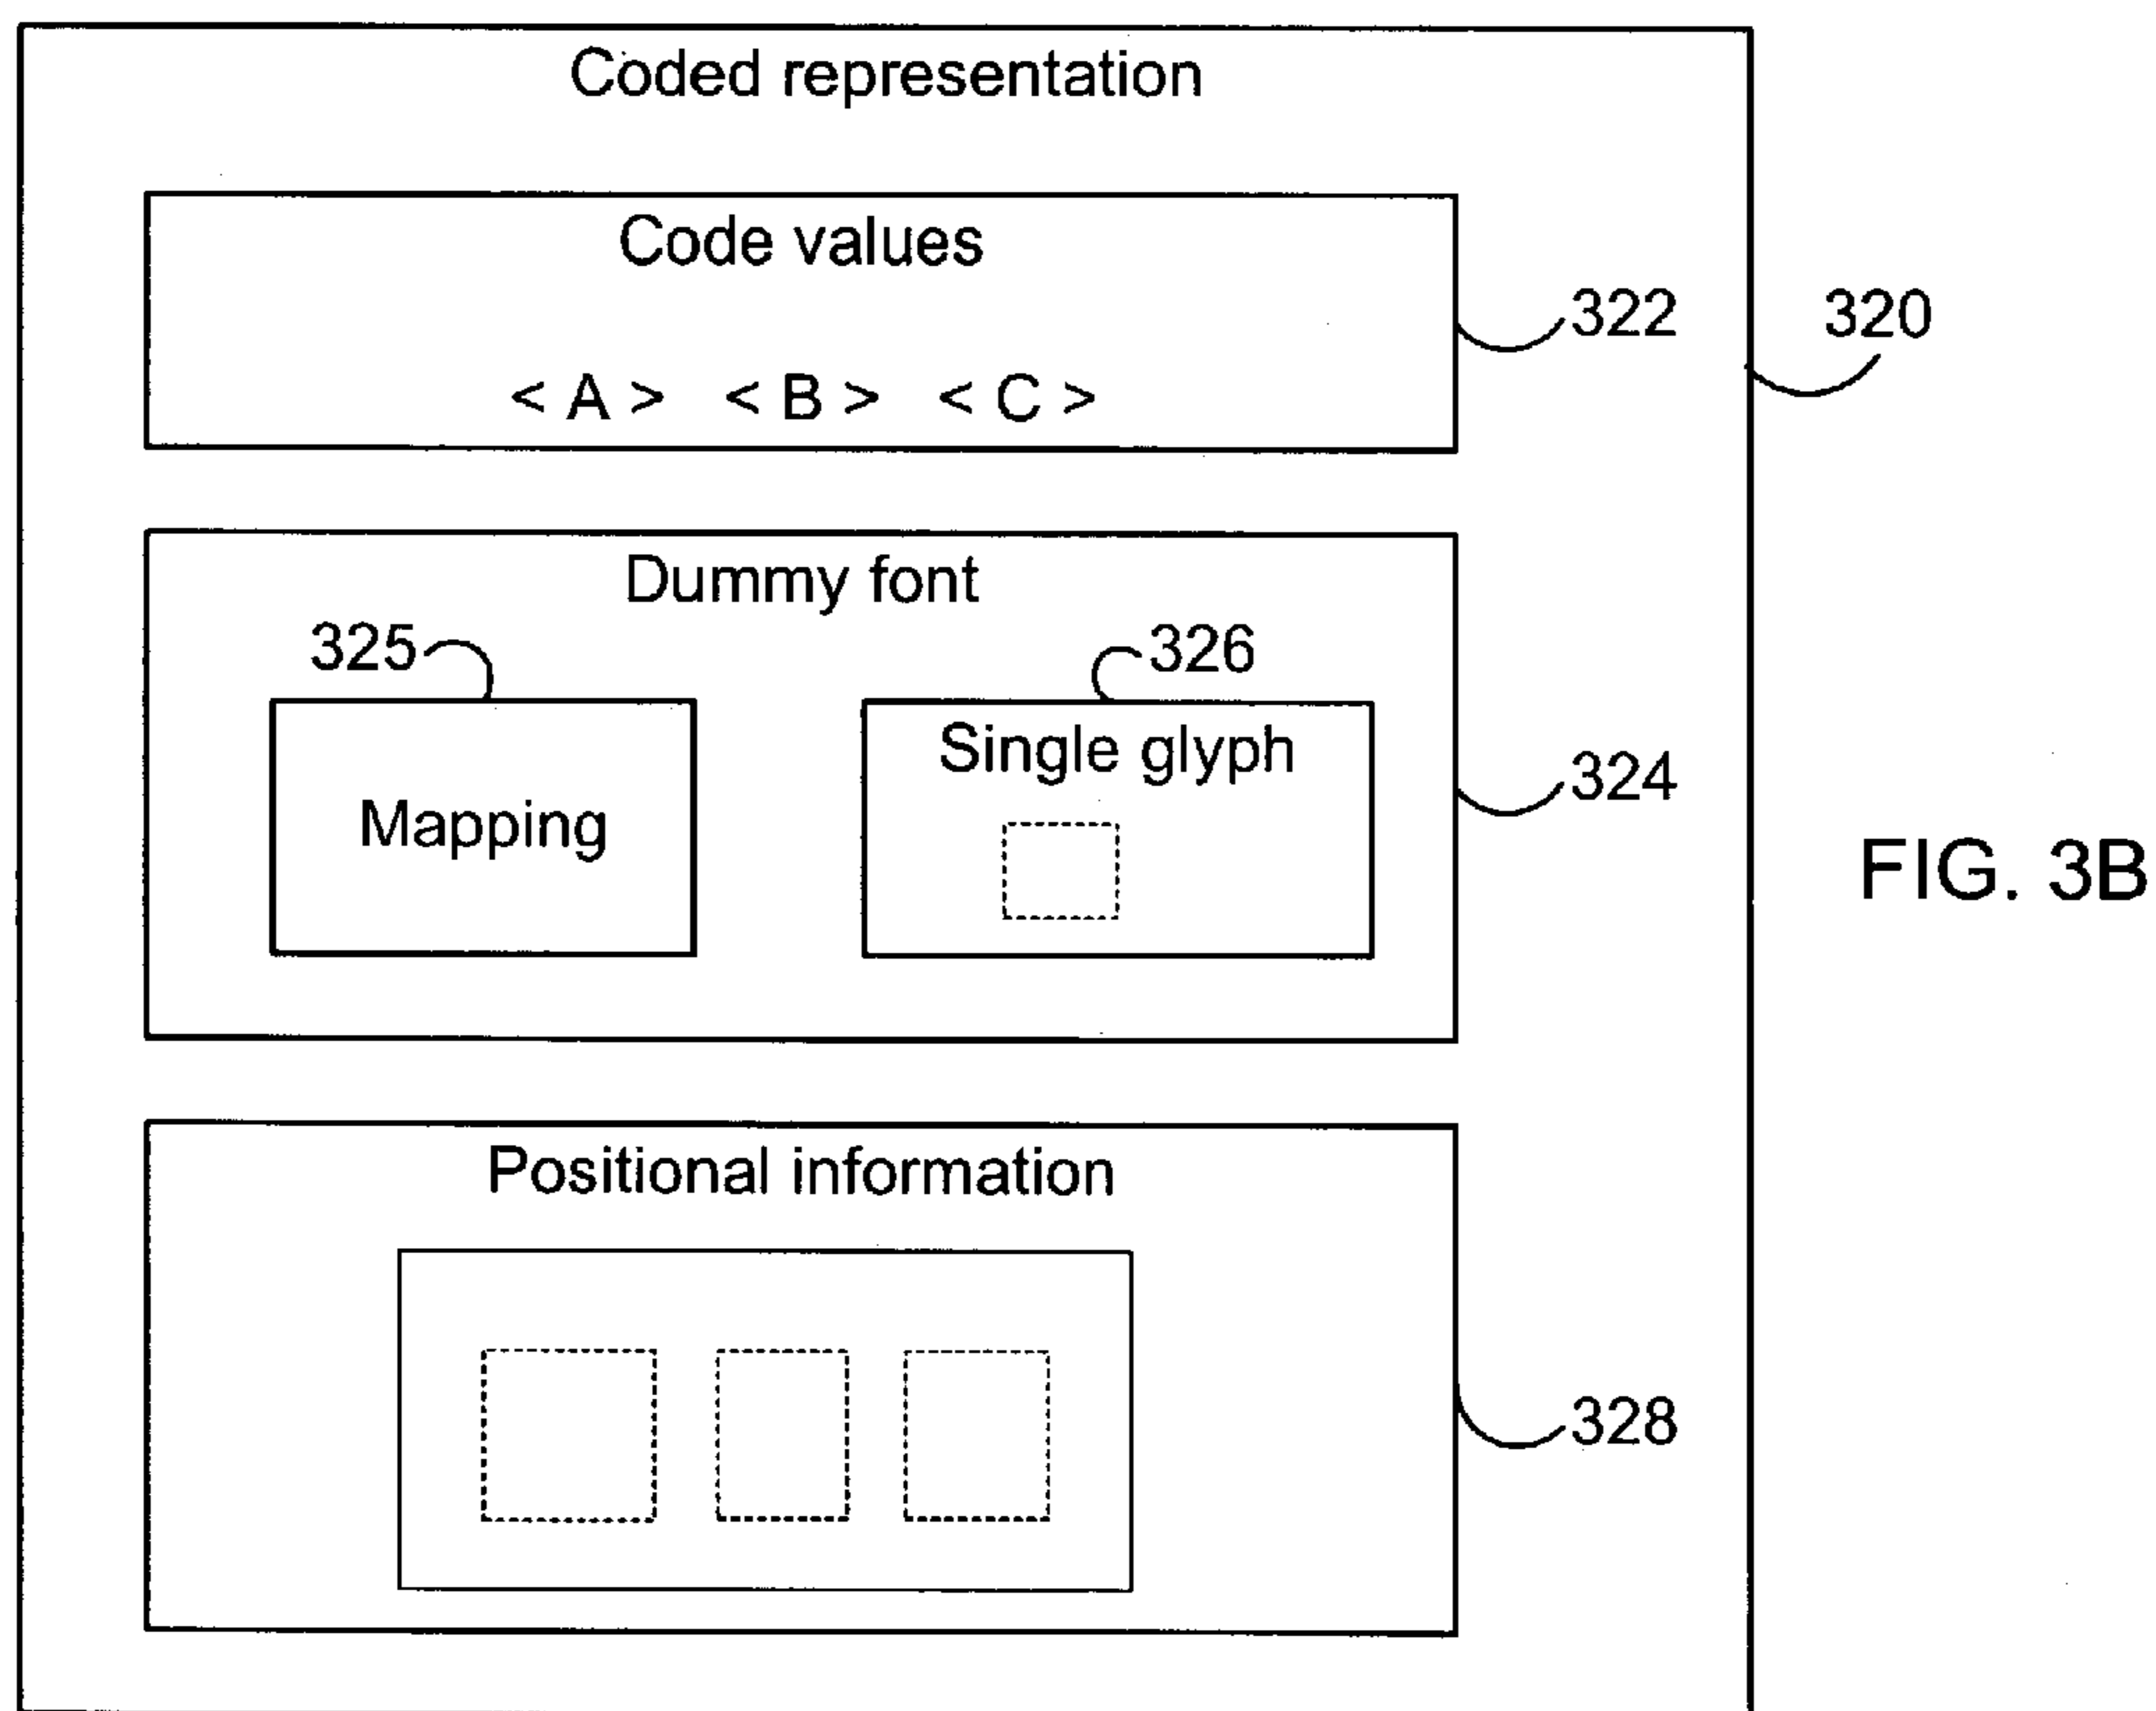 Coded representation
Code values
322
320
< A > < B > < C >
Dummy font
325
326
Single glyph
Mapping
324
FIG. 3B
Positional information
328